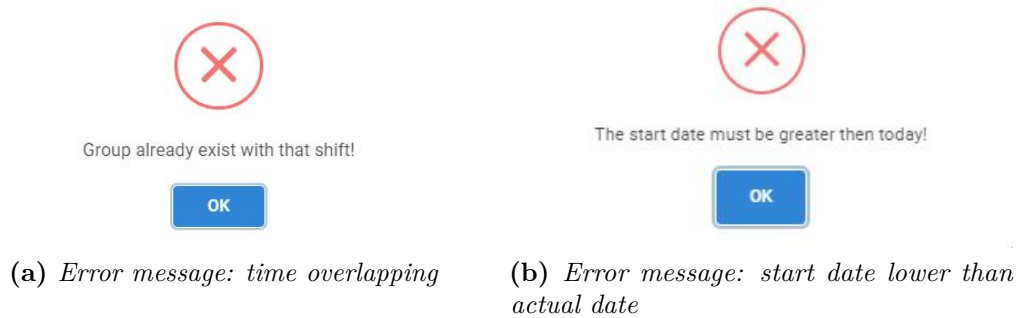 Group already exist with that shift!
OK
(a) Error message: time overlapping
The start date must be greater then today!
OK
(b) Error message: start date lower than
actual date